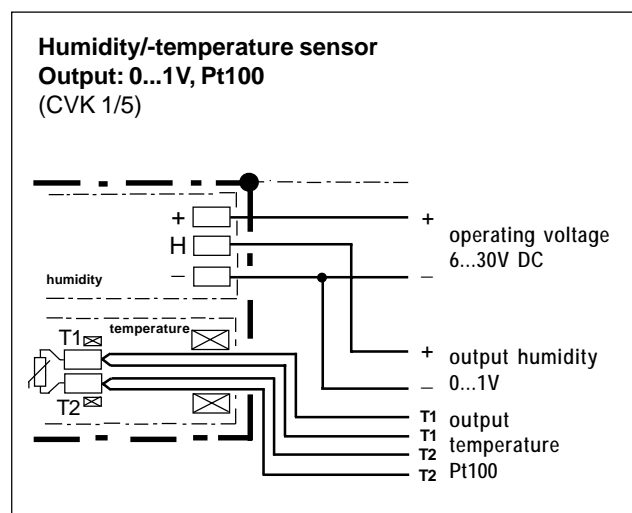 Humidity/-temperature sensor
Output: 0...1V, Pt100
(CVK 1/5)
+
H
–
humidity
temperature
T1
T2
+
operating voltage
6...30V DC
–
+
output humidity
0...1V
–
T1
output
T1
temperature
T2
Pt100
T2